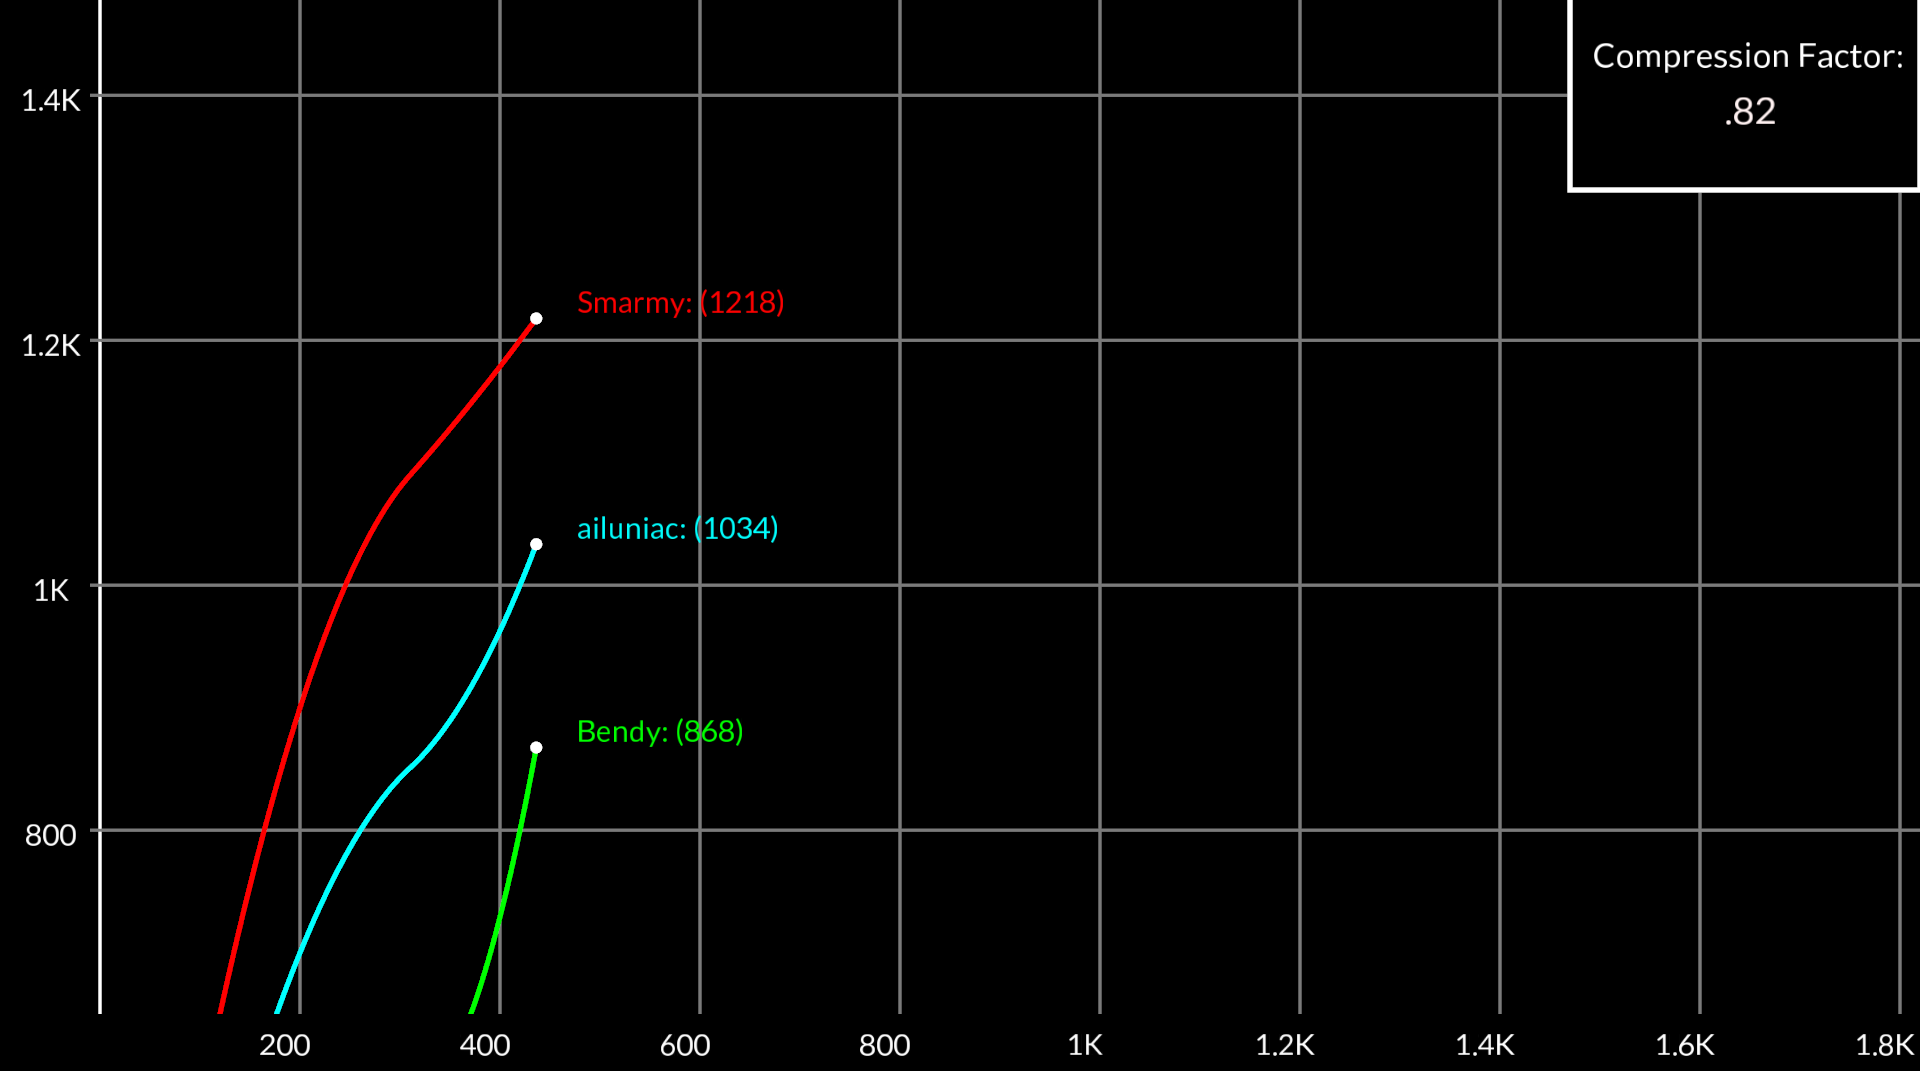 Compression Factor:
.82
1.4K
1.2K
1K
800
Smarmy: (1218)
ailuniac: (1034)
Bendy: (868)
200 400 600 800 1K 1.2K 1.4K 1.6K 1.8K